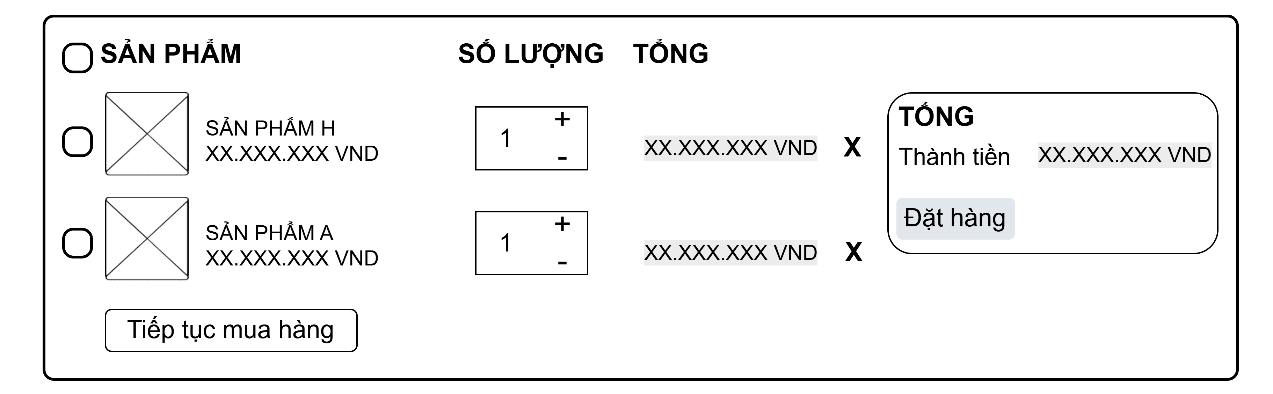 SẢN PHẨM SỐ LƯỢNG TỔNG
SẢN PHẨM H
XX.XXX.XXX VND
1 + -
XX.XXX.XXX VND X
SẢN PHẨM A
XX.XXX.XXX VND
1 + -
XX.XXX.XXX VND X
Tiếp tục mua hàng
TỔNG
Thành tiền XX.XXX.XXX VND
Đặt hàng